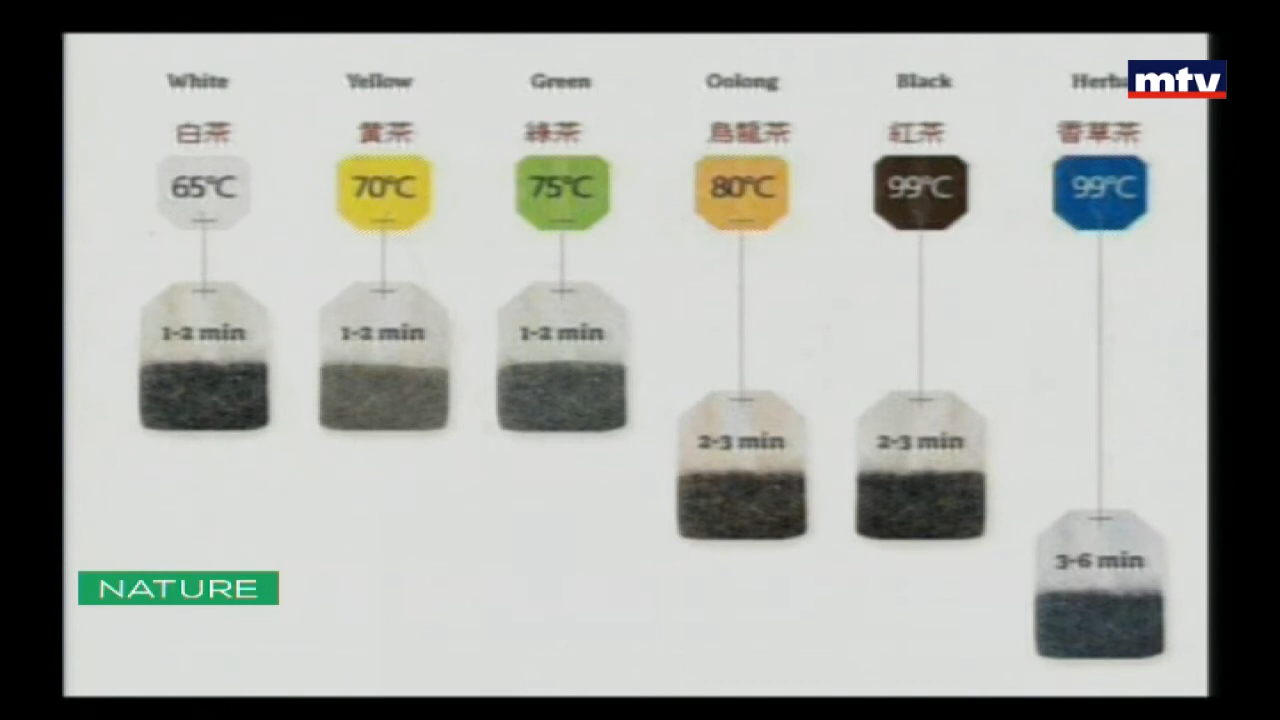 White Yellow Green Oolong Black Herba
mtv
白茶 黄茶 綠茶 烏龍茶 紅茶 香草茶
65°C 70°C 75°C 80°C 99°C 99°C
1-2 min 1-2 min 1-2 min
2-3 min 2-3 min
3-6 min
NATURE